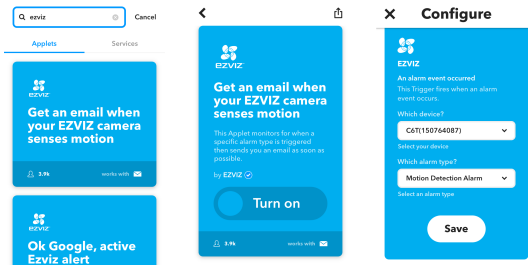 ezviz
Cancel
Applets
Services
EZVIZ
Get an email when
your EZVIZ camera
senses motion
3.9k
works with
EZVIZ
Ok Google, active
Ezviz alert
EZVIZ
Get an email when
your EZVIZ camera
senses motion
This Applet monitors for when a
specific alarm type is triggered
then sends you an email as soon as
possible.
by EZVIZ
Turn on
3.9k
works with
Configure
EZVIZ
An alarm event occurred
This Trigger fires when an alarm
event occurs.
Which device?
C6T(150764087)
Select your device
Which alarm type?
Motion Detection Alarm
Select an alarm type
Save